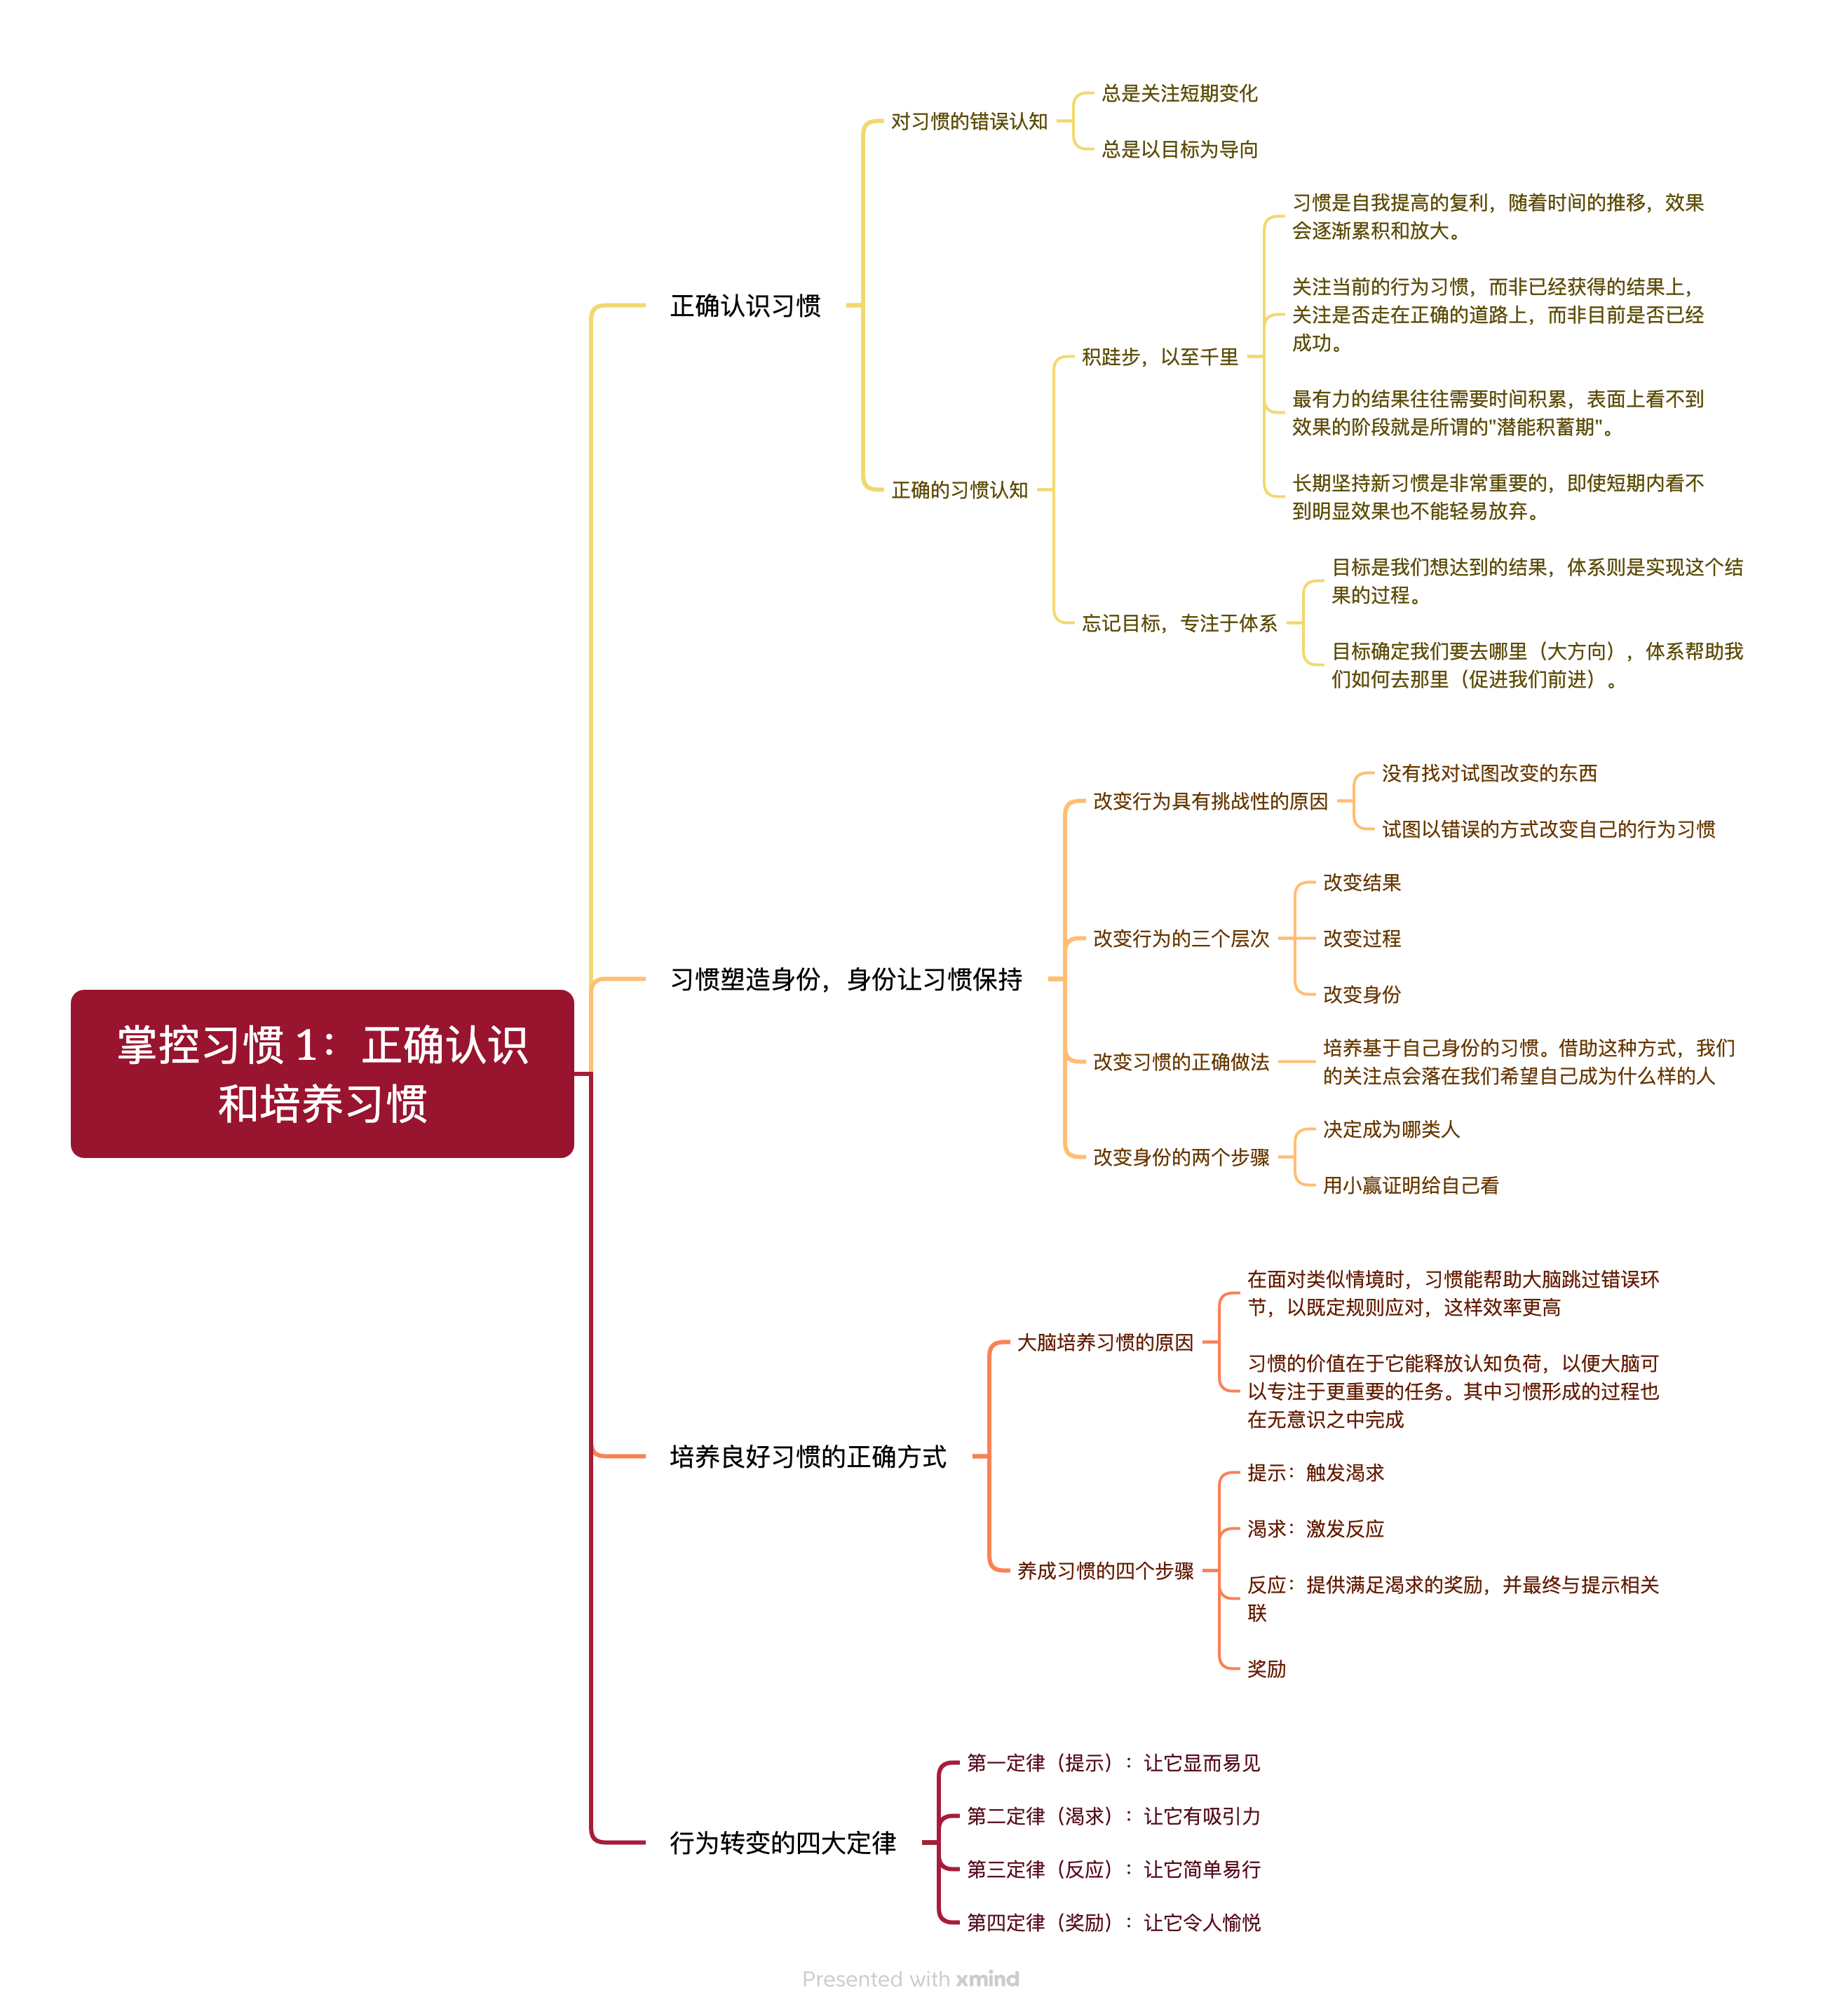 掌控习惯 1：正确认识
和培养习惯
正确认识习惯
对习惯的错误认知
总是关注短期变化
总是以目标为导向
正确的习惯认知
积跬步，以至千里
习惯是自我提高的复利，随着时间的推移，效果
会逐渐累积和放大。
关注当前的行为习惯，而非已经获得的结果上，
关注是否走在正确的道路上，而非目前是否已经
成功。
最有力的结果往往需要时间积累，表面上看不到
效果的阶段就是所谓的"潜能积蓄期"。
长期坚持新习惯是非常重要的，即使短期内看不
到明显效果也不能轻易放弃。
忘记目标，专注于体系
目标是我们想达到的结果，体系则是实现这个结
果的过程。
目标确定我们要去哪里（大方向），体系帮助我
们如何去那里（促进我们前进）。
习惯塑造身份，身份让习惯保持
改变行为具有挑战性的原因
没有找对试图改变的东西
试图以错误的方式改变自己的行为习惯
改变行为的三个层次
改变结果
改变过程
改变身份
改变习惯的正确做法
培养基于自己身份的习惯。借助这种方式，我们
的关注点会落在我们希望自己成为什么样的人
改变身份的两个步骤
决定成为哪类人
用小赢证明给自己看
培养良好习惯的正确方式
大脑培养习惯的原因
在面对类似情境时，习惯能帮助大脑跳过错误环
节，以既定规则应对，这样效率更高
习惯的价值在于它能释放认知负荷，以便大脑可
以专注于更重要的任务。其中习惯形成的过程也
在无意识之中完成
养成习惯的四个步骤
提示：触发渴求
渴求：激发反应
反应：提供满足渴求的奖励，并最终与提示相关
联
奖励
行为转变的四大定律
第一定律（提示）：让它显而易见
第二定律（渴求）：让它有吸引力
第三定律（反应）：让它简单易行
第四定律（奖励）：让它令人愉悦
Presented with xmind